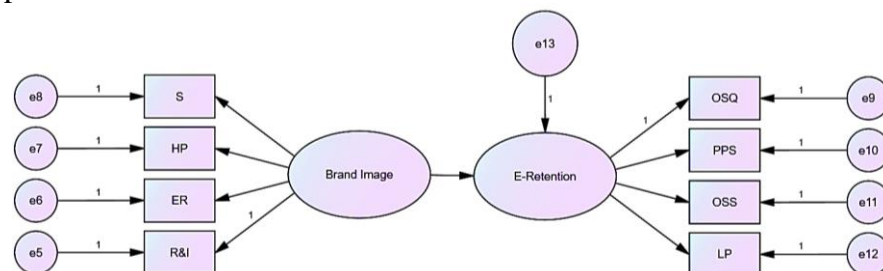 e13
1
e8 1 S
OSQ 1 e9
1
e7 1 HP
PPS 1 e10
Brand Image
E-Retention
e6 1 ER
OSS 1 e11
1
e5 1 R&I
LP 1 e12